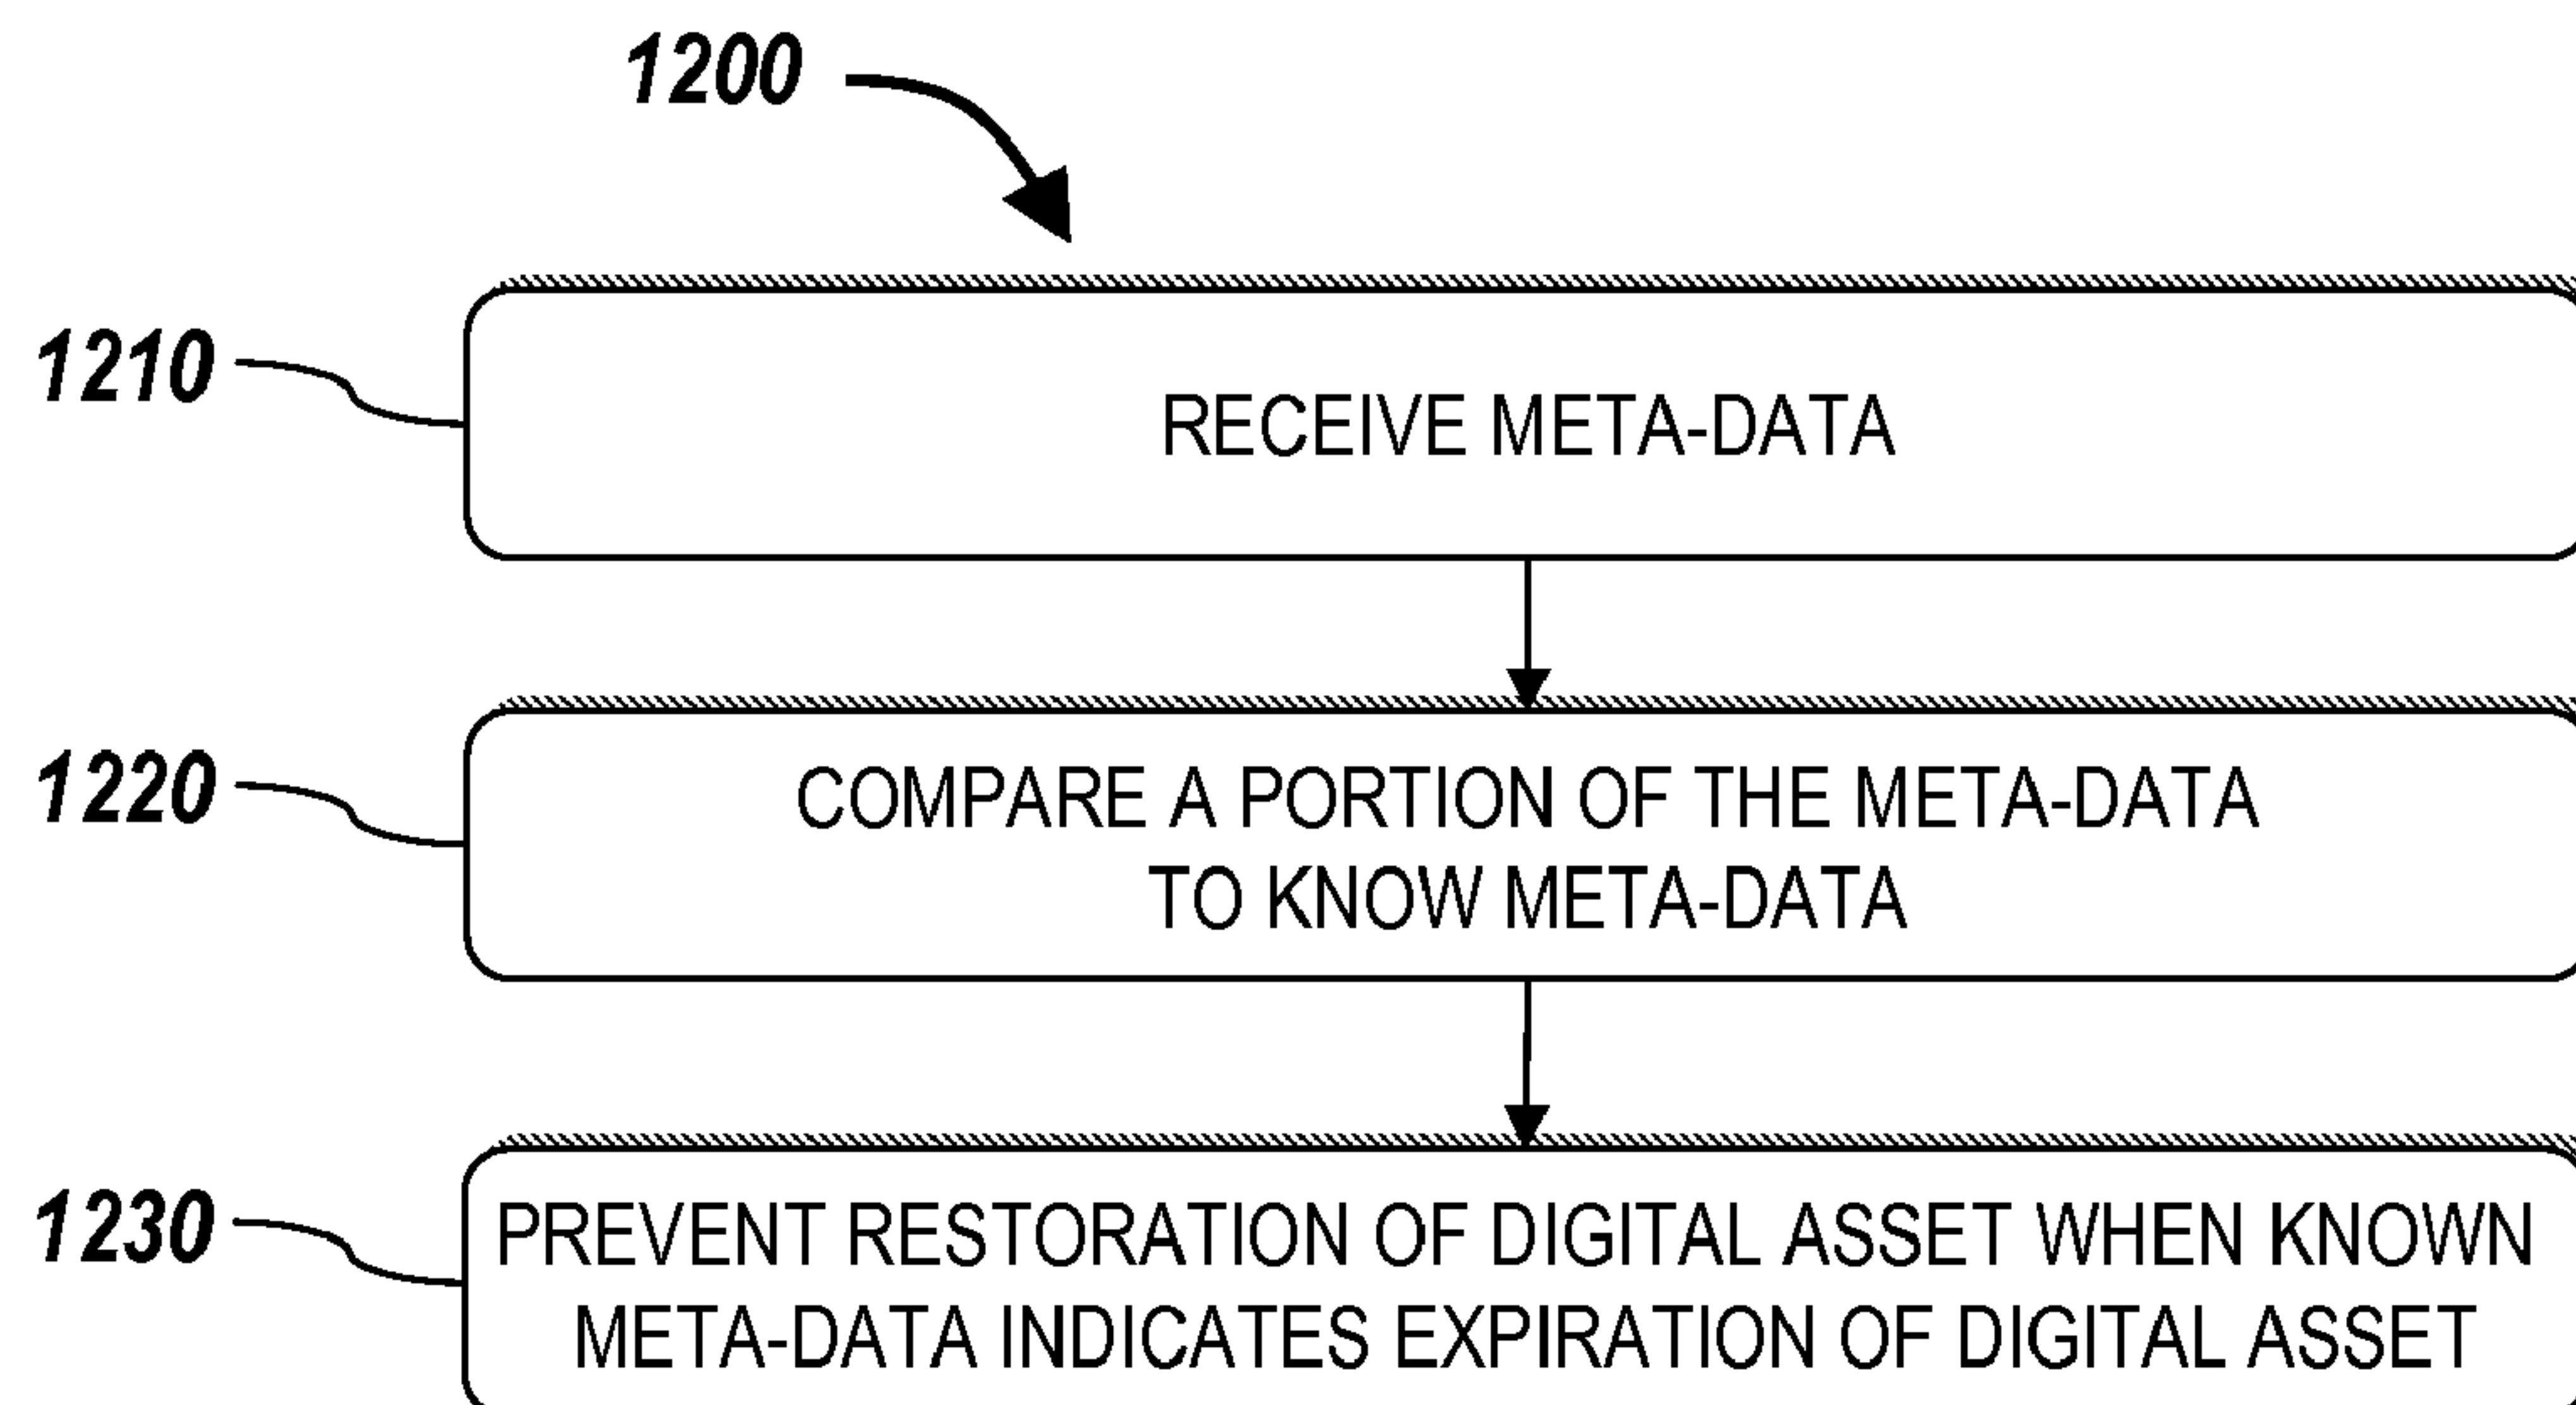 1200
1210
RECEIVE META-DATA
1220
COMPARE A PORTION OF THE META-DATA
TO KNOW META-DATA
1230
PREVENT RESTORATION OF DIGITAL ASSET WHEN KNOWN
META-DATA INDICATES EXPIRATION OF DIGITAL ASSET